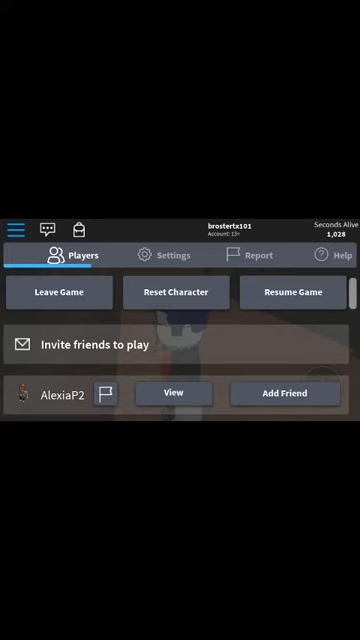 brostertx101
Account: 13+
Seconds Alive
1,028
Players
Settings
Report
Help
Leave Game
Reset Character
Resume Game
Invite friends to play
AlexiaP2
View
Add Friend